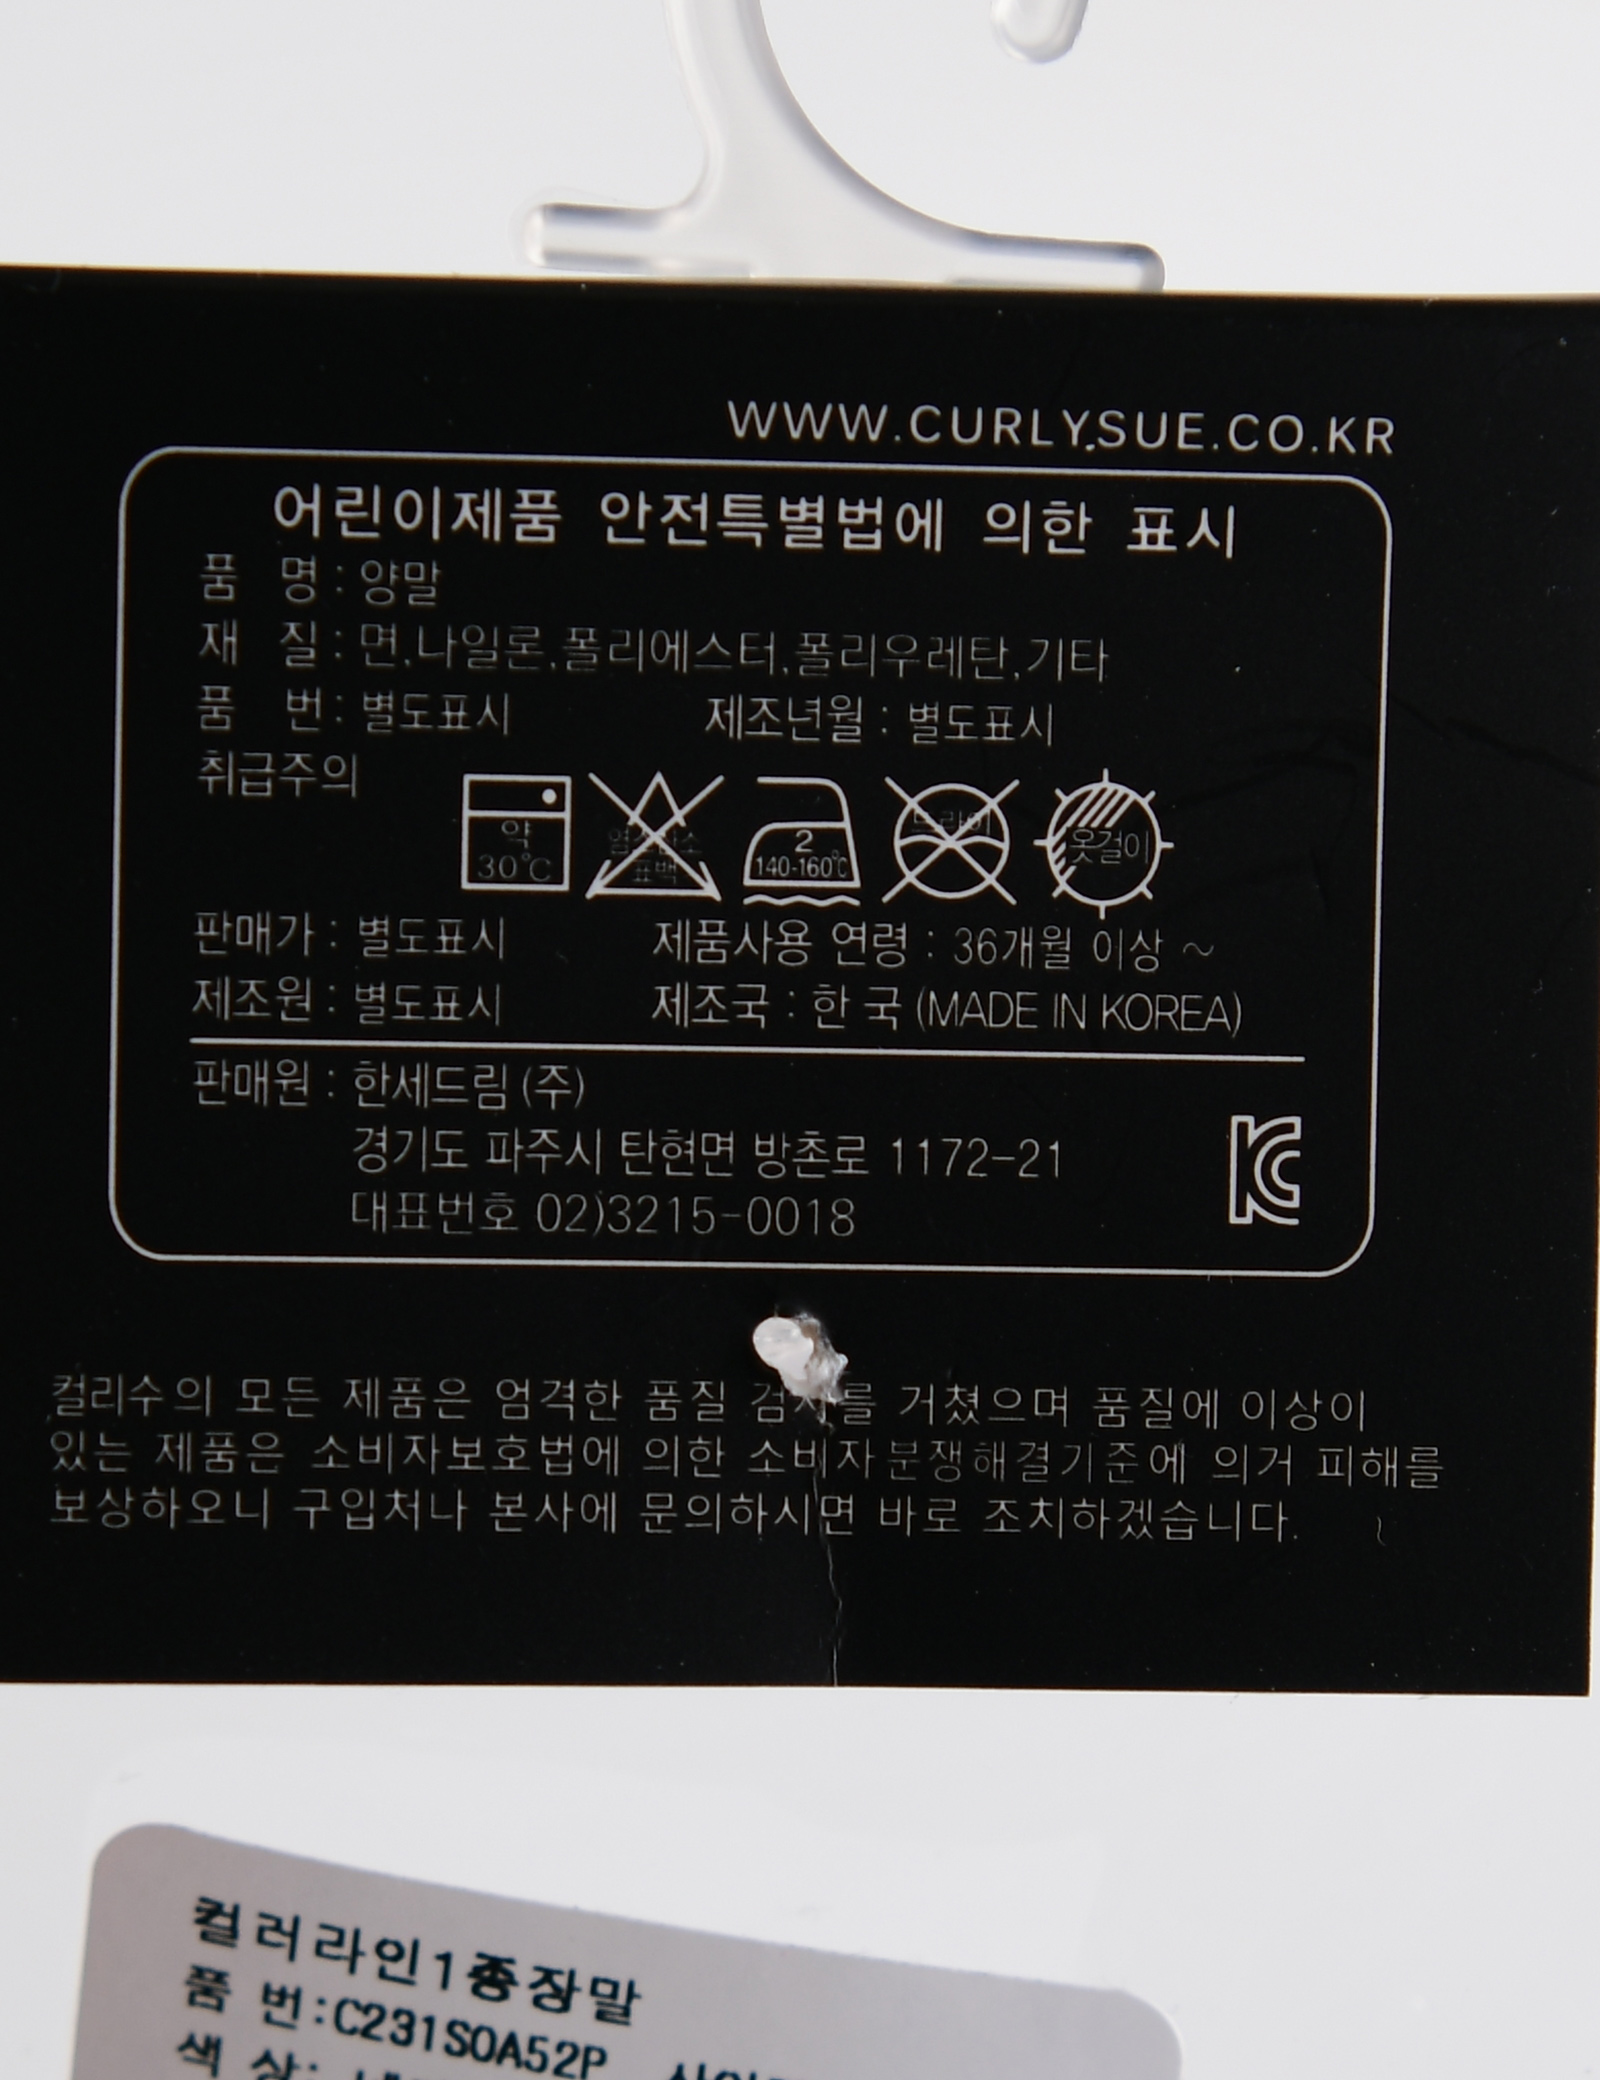 WWW.CURLYSUE.CO.KR
어린이제품 안전특별법에 의한 표시
품 명 : 양말
재 질 : 면,나일론,폴리에스터,폴리우레탄,기타
품 번 : 별도표시 제조년월 : 별도표시
취급주의
약 30℃
염소산소 표백
2 140-160℃
드라이
옷걸이
판매가 : 별도표시 제품사용 연령 : 36개월 이상 ~
제조원 : 별도표시 제조국 : 한 국 (MADE IN KOREA)
판매원 : 한세드림 (주)
경기도 파주시 탄현면 방촌로 1172-21
대표번호 02)3215-0018
컬리수의 모든 제품은 엄격한 품질 검사를 거쳤으며 품질에 이상이
있는 제품은 소비자보호법에 의한 소비자분쟁해결기준에 의거 피해를
보상하오니 구입처나 본사에 문의하시면 바로 조치하겠습니다.
컬러라인1종장말
품 번:C231SOA52P
색 상: